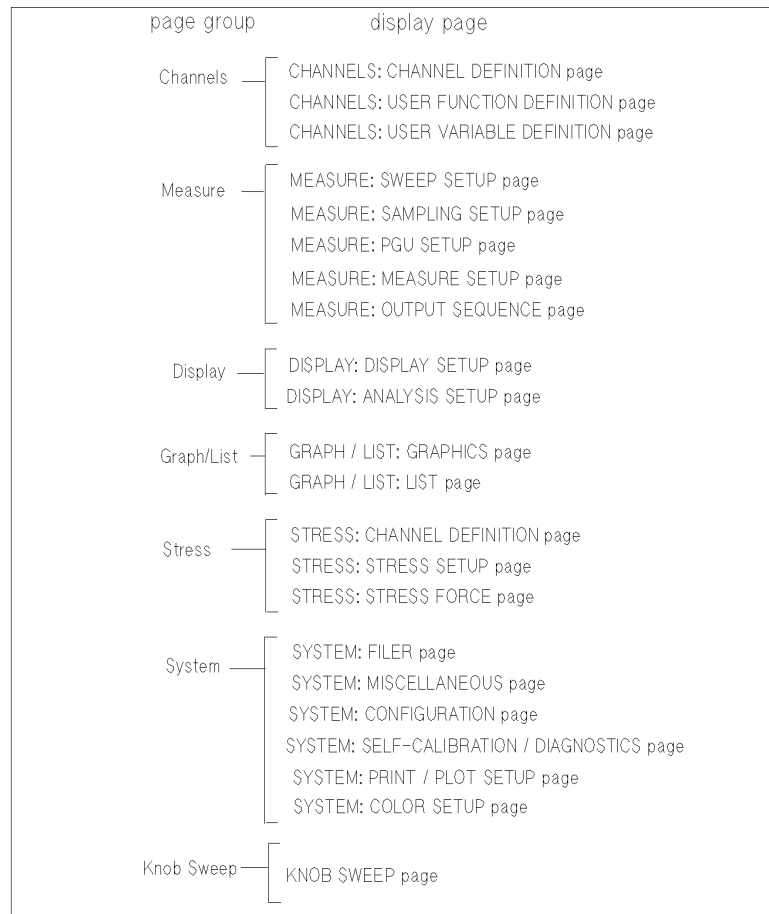 page group display page
Channels
CHANNELS: CHANNEL DEFINITION page
CHANNELS: USER FUNCTION DEFINITION page
CHANNELS: USER VARIABLE DEFINITION page
Measure
MEASURE: SWEEP SETUP page
MEASURE: SAMPLING SETUP page
MEASURE: PGU SETUP page
MEASURE: MEASURE SETUP page
MEASURE: OUTPUT SEQUENCE page
Display
DISPLAY: DISPLAY SETUP page
DISPLAY: ANALYSIS SETUP page
Graph/List
GRAPH / LIST: GRAPHICS page
GRAPH / LIST: LIST page
Stress
STRESS: CHANNEL DEFINITION page
STRESS: STRESS SETUP page
STRESS: STRESS FORCE page
System
SYSTEM: FILER page
SYSTEM: MISCELLANEOUS page
SYSTEM: CONFIGURATION page
SYSTEM: SELF-CALIBRATION / DIAGNOSTICS page
SYSTEM: PRINT / PLOT SETUP page
SYSTEM: COLOR SETUP page
Knob Sweep
KNOB SWEEP page